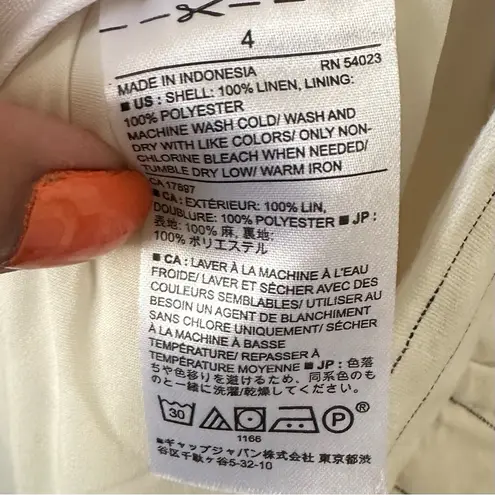 4
MADE IN INDONESIA RN 54023
■ US : SHELL: 100% LINEN, LINING:
100% POLYESTER
MACHINE WASH COLD/ WASH AND
DRY WITH LIKE COLORS/ ONLY NON-
CHLORINE BLEACH WHEN NEEDED/
TUMBLE DRY LOW/ WARM IRON
CA 17897
■ CA : EXTÉRIEUR: 100% LIN,
DOUBLURE: 100% POLYESTER ■ JP :
表地: 100% 麻, 裏地:
100% ポリエステル
■ CA : LAVER À LA MACHINE À L'EAU
FROIDE/ LAVER ET SÉCHER AVEC DES
COULEURS SEMBLABLES/ UTILISER AU
BESOIN UN AGENT DE BLANCHIMENT
SANS CHLORE UNIQUEMENT/ SÉCHER
À LA MACHINE À BASSE
TEMPÉRATURE/ REPASSER À
TEMPÉRATURE MOYENNE ■ JP : 色落
ちや色移りを避けるため、同系色のも
のと一緒に洗濯/乾燥してください。
30 P ®
1166
■ギャップジャパン㈱ 東京都渋
谷区千駄ヶ谷5-32-10